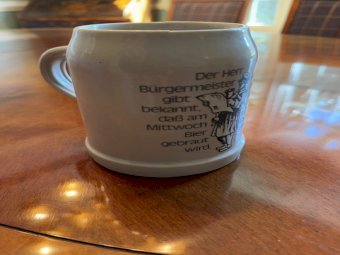 Der Herr
Bürgermeister
gibt
bekannt,
daß am
Mittwoch
Bier
gebraut
wird.